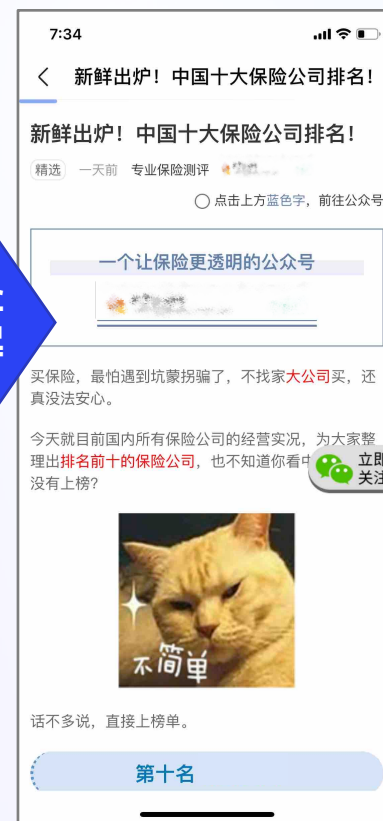 7:34
新鲜出炉！中国十大保险公司排名！
新鲜出炉！中国十大保险公司排名！
精选 一天前 专业保险测评
点击上方蓝色字，前往公众号
一个让保险更透明的公众号
买保险，最怕遇到坑蒙拐骗了，不找家大公司买，还
真没法安心。
今天就目前国内所有保险公司的经营实况，为大家整
理出排名前十的保险公司，也不知道你看中
没有上榜？
立即
关注
不简单
话不多说，直接上榜单。
第十名